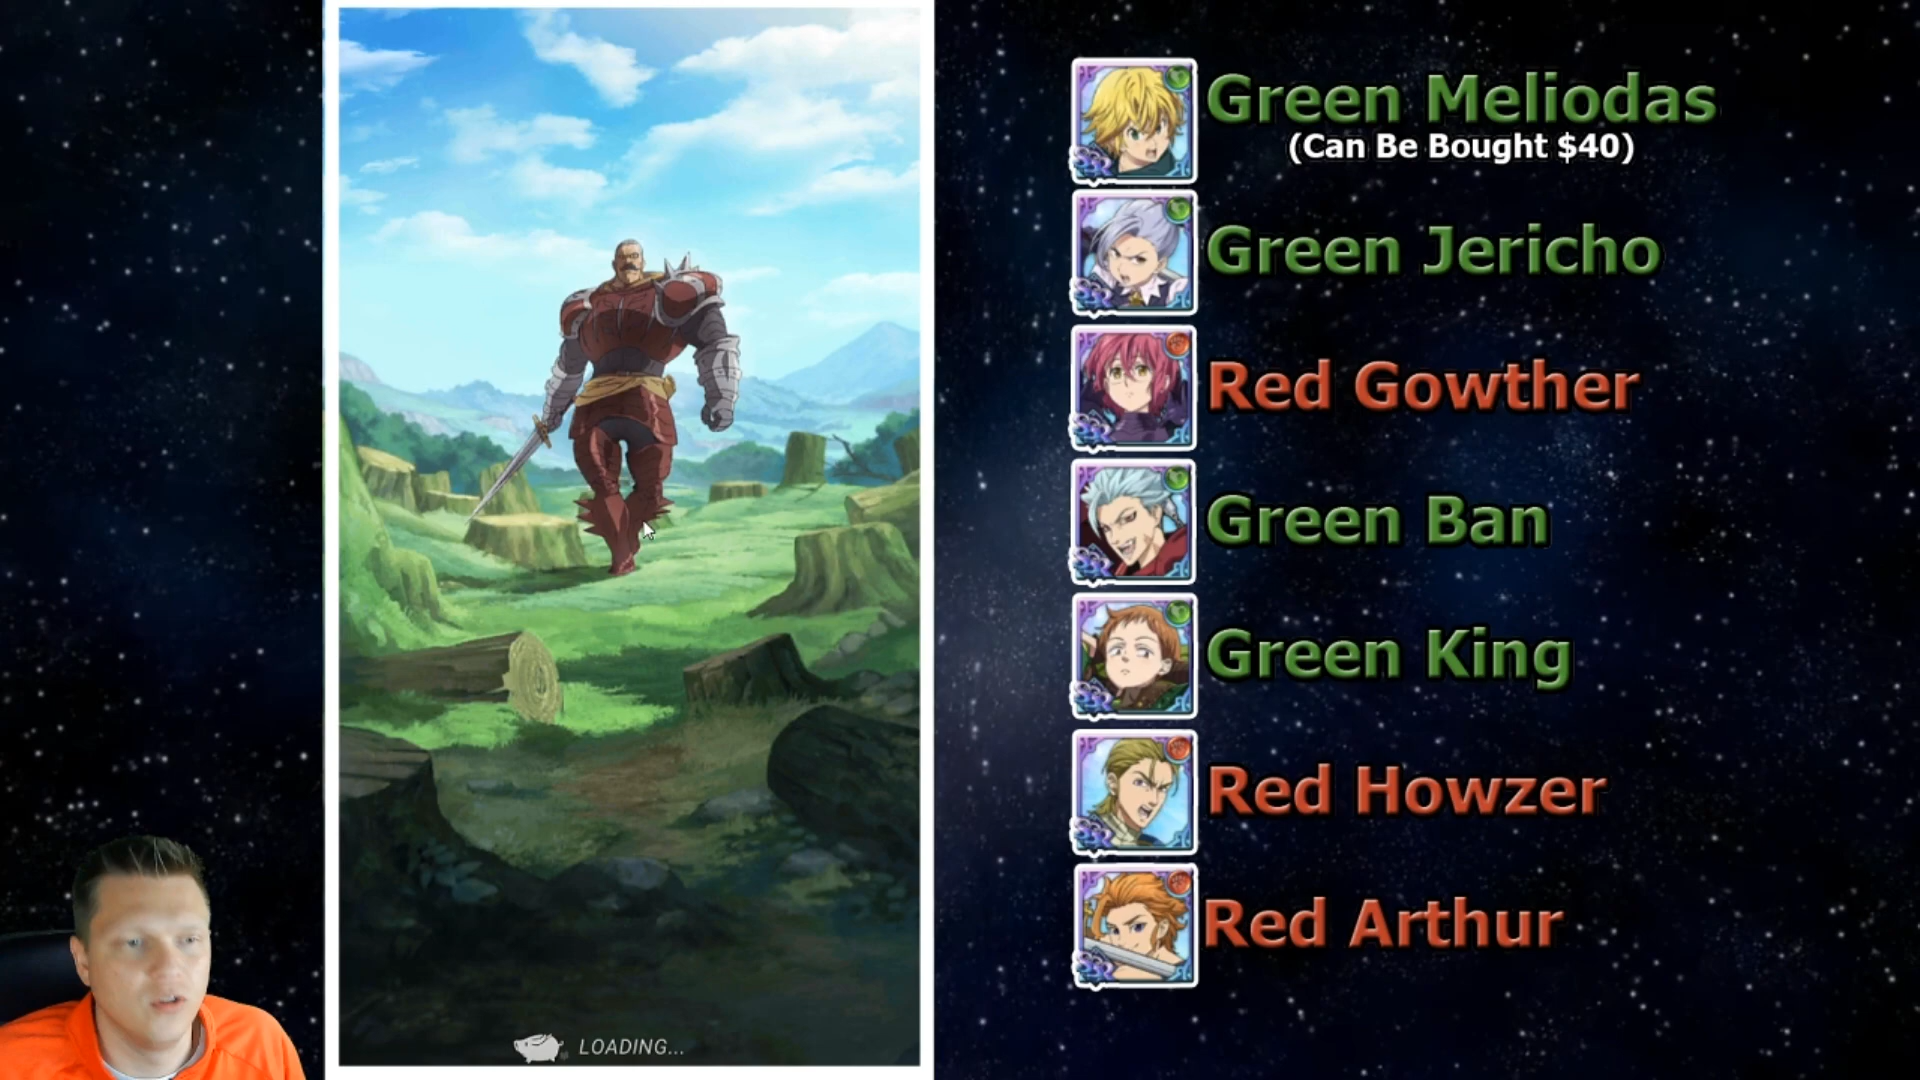 Green Meliodas
(Can Be Bought $40)
Green Jericho
Red Gowther
Green Ban
Green King
Red Howzer
Red Arthur
LOADING...